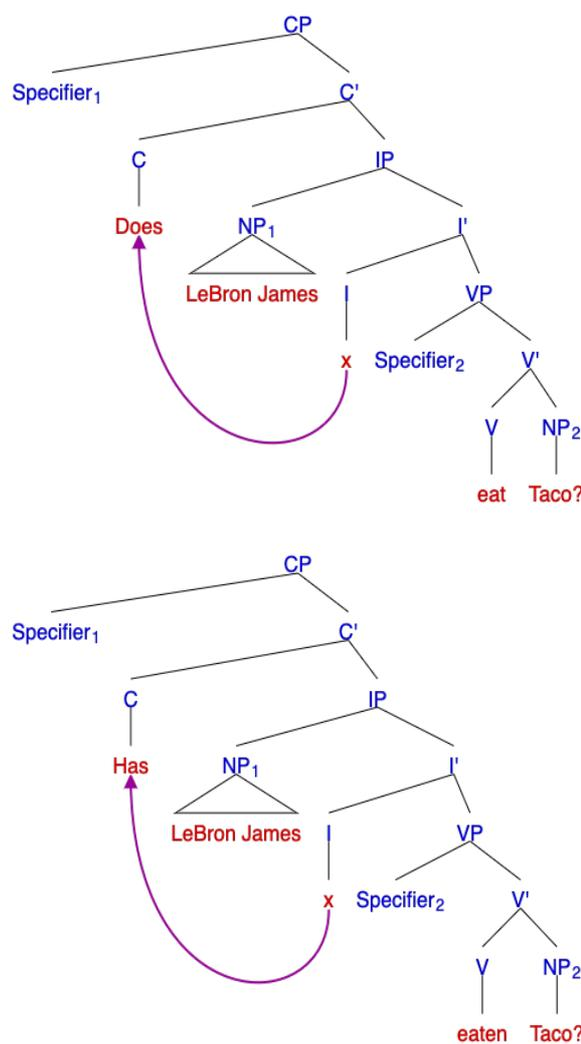 CP
Specifier₁ C'
C IP
Does NP₁ I'
LeBron James I VP
x Specifier₂ V'
V NP₂
eat Taco?
CP
Specifier₁ C'
C IP
Has NP₁ I'
LeBron James I VP
x Specifier₂ V'
V NP₂
eaten Taco?